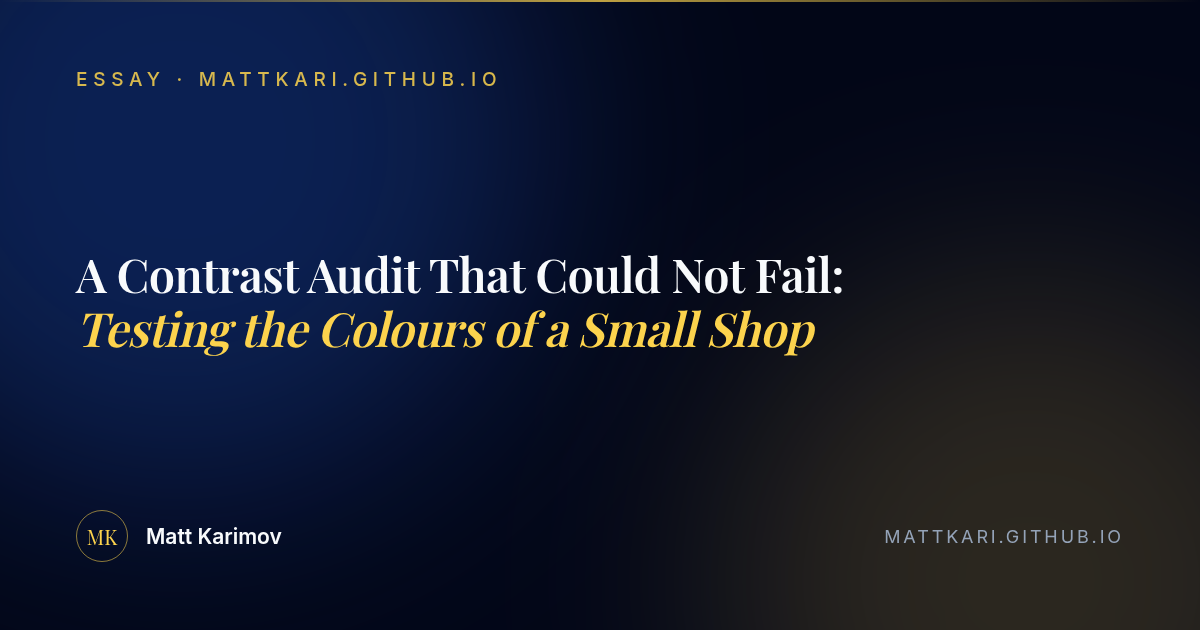 ESSAY · MATTKARI.GITHUB.IO
A Contrast Audit That Could Not Fail:
Testing the Colours of a Small Shop
MK
Matt Karimov
MATTKARI.GITHUB.IO